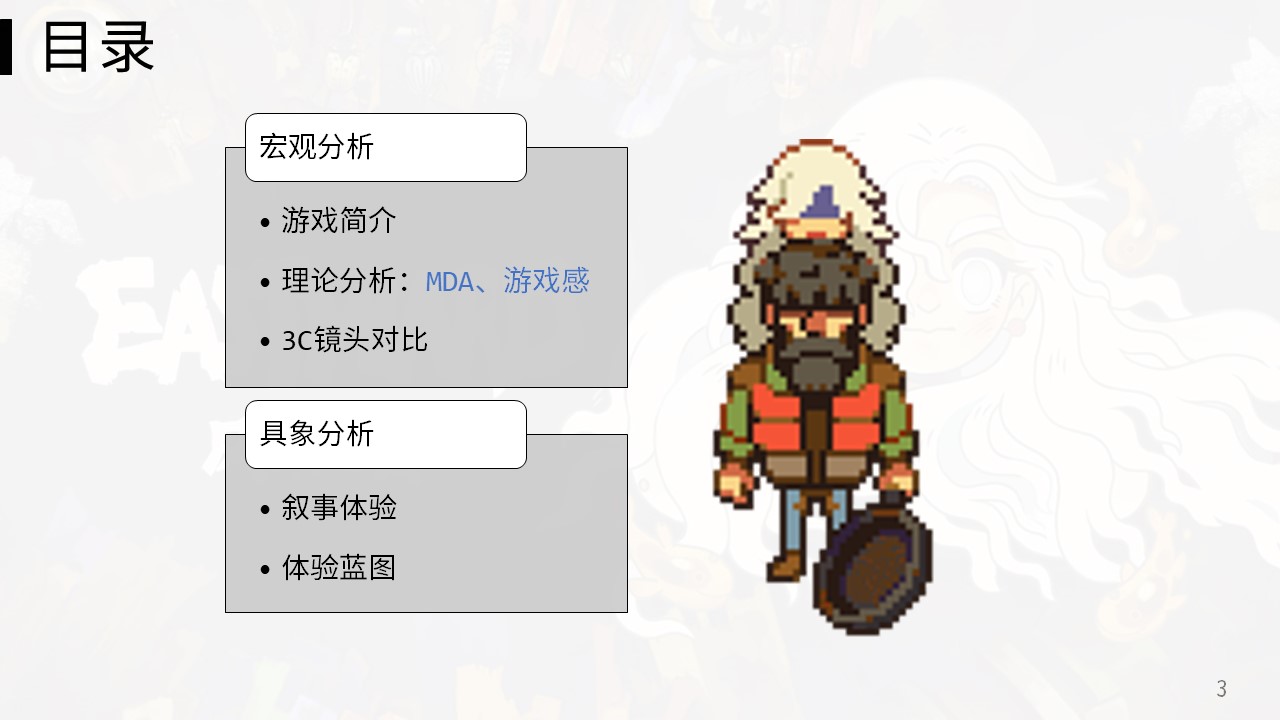 目录
宏观分析
• 游戏简介
• 理论分析：MDA、游戏感
• 3C镜头对比
具象分析
• 叙事体验
• 体验蓝图
3